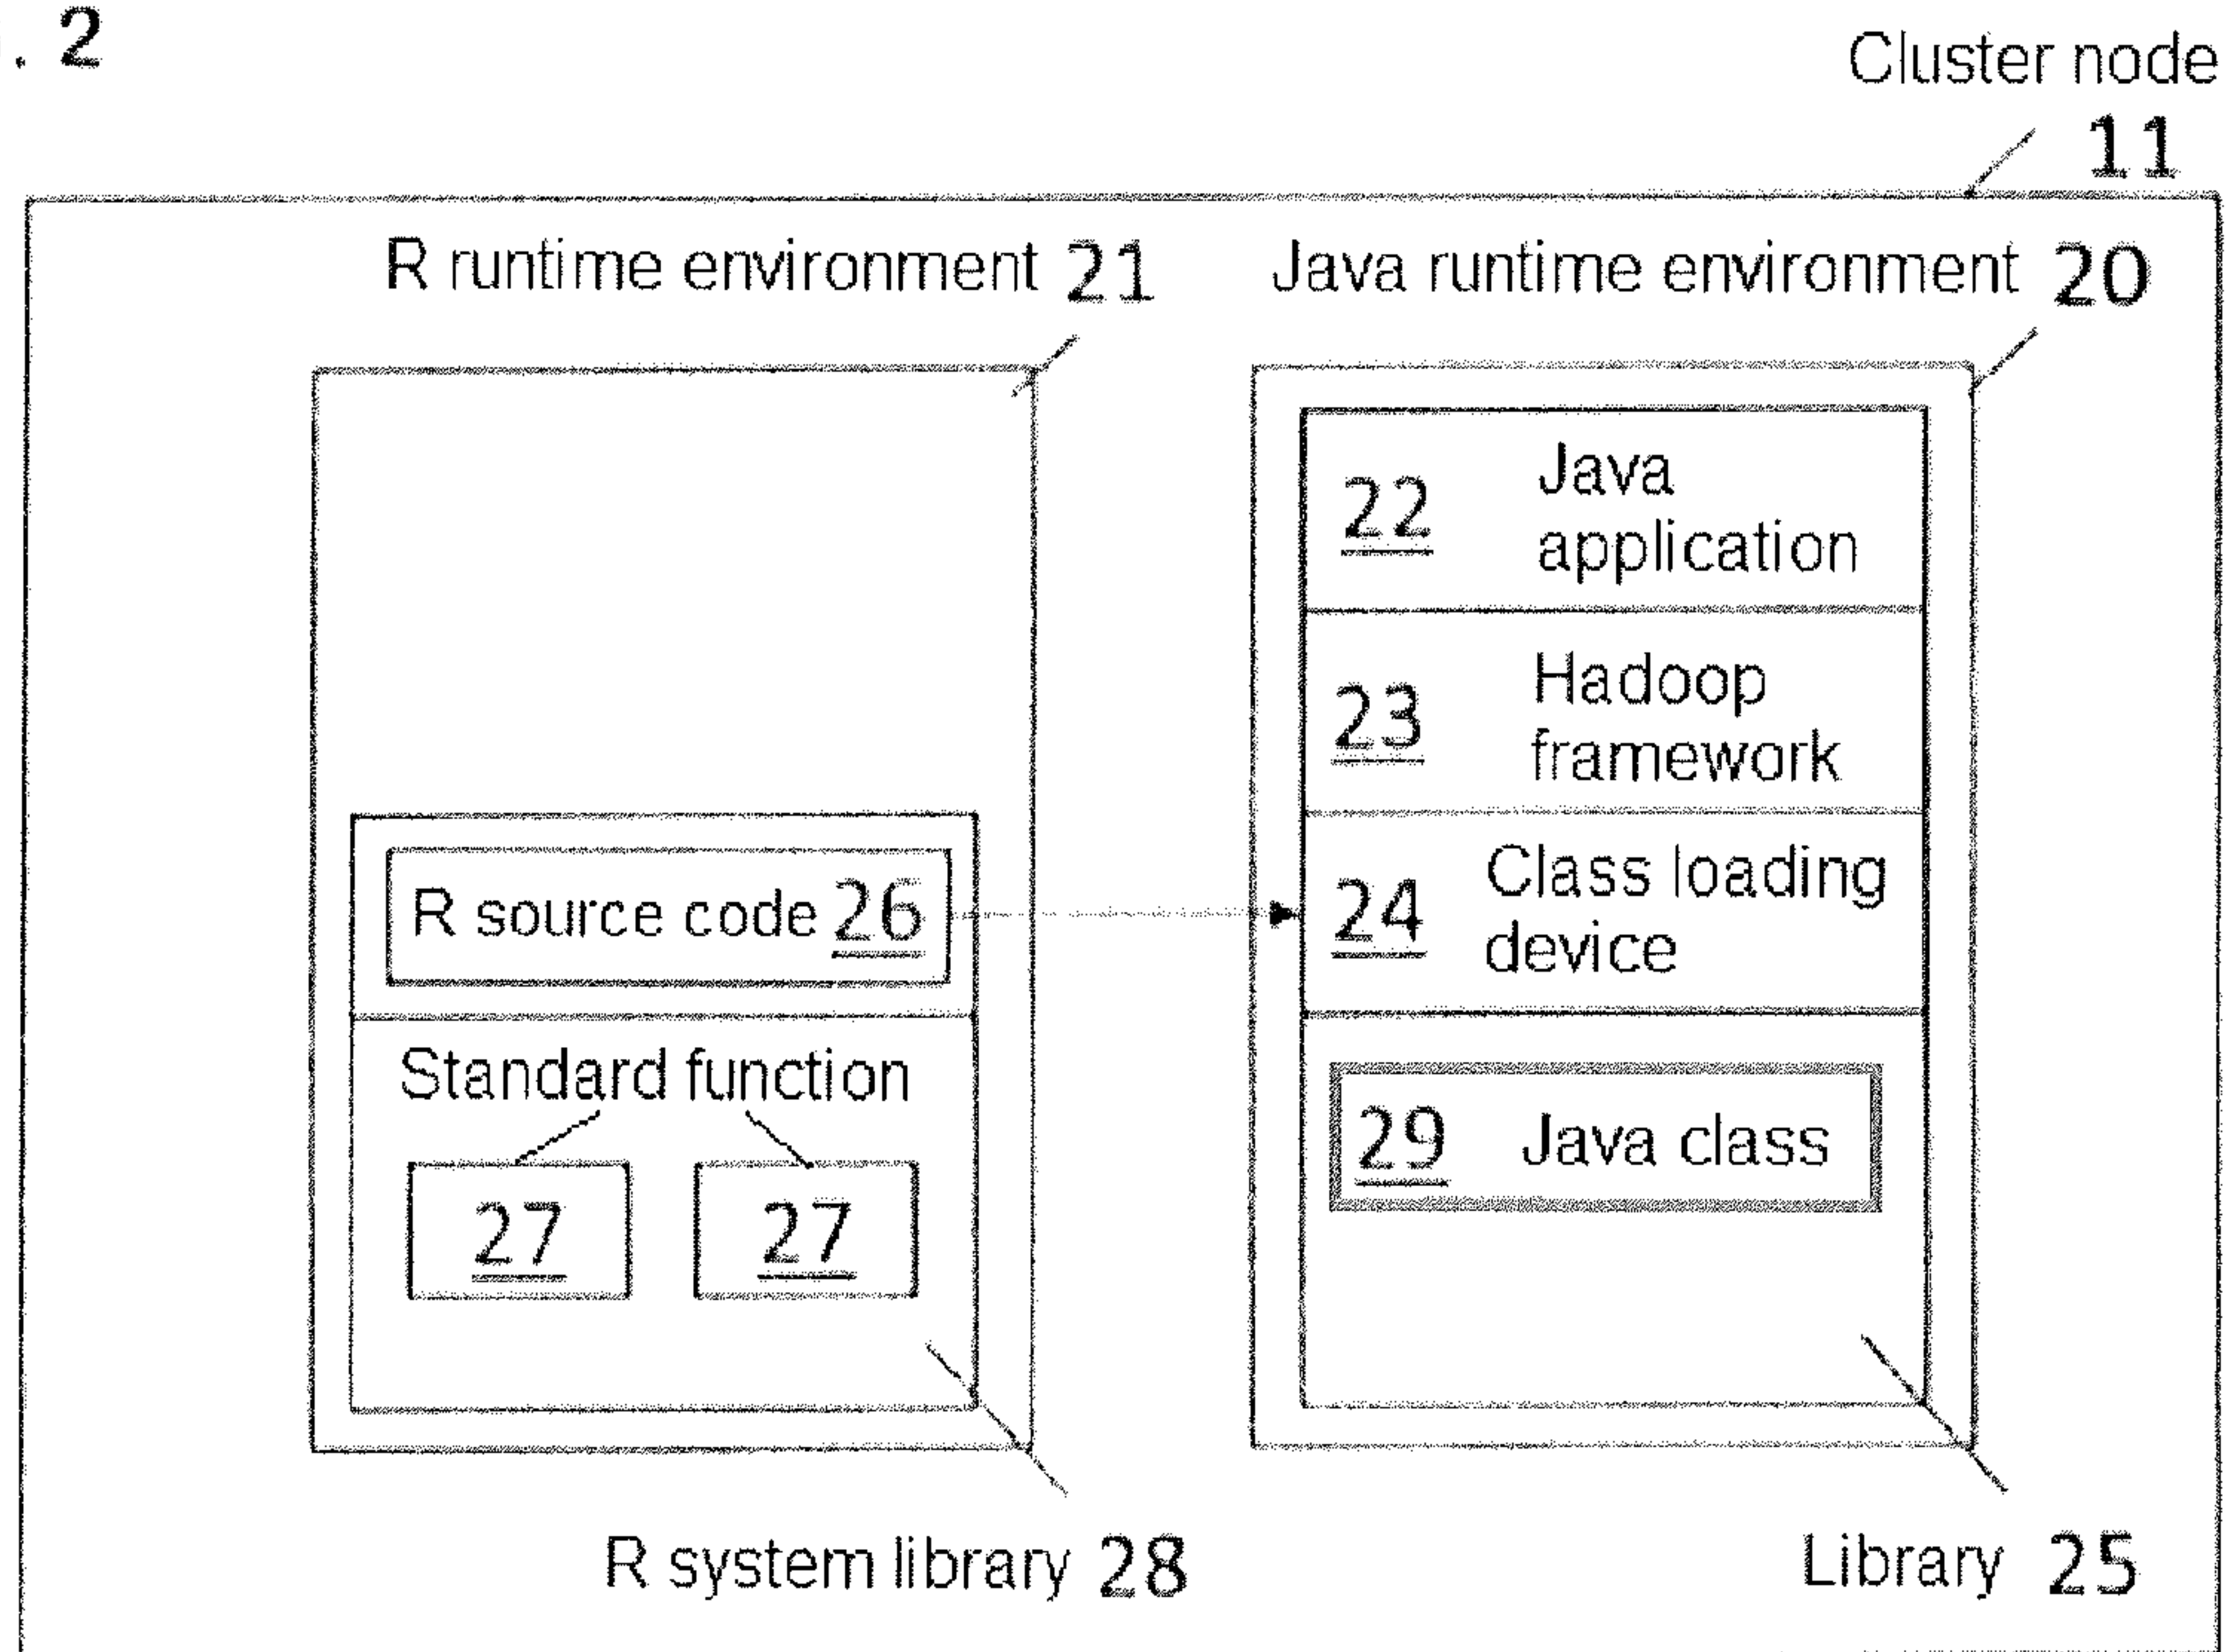 . 2
Cluster node
11
R runtime environment 21
Java runtime environment 20
22 Java
application
23 Hadoop
framework
R source code 26
24 Class loading
device
Standard function
27 27
29 Java class
R system library 28
Library 25